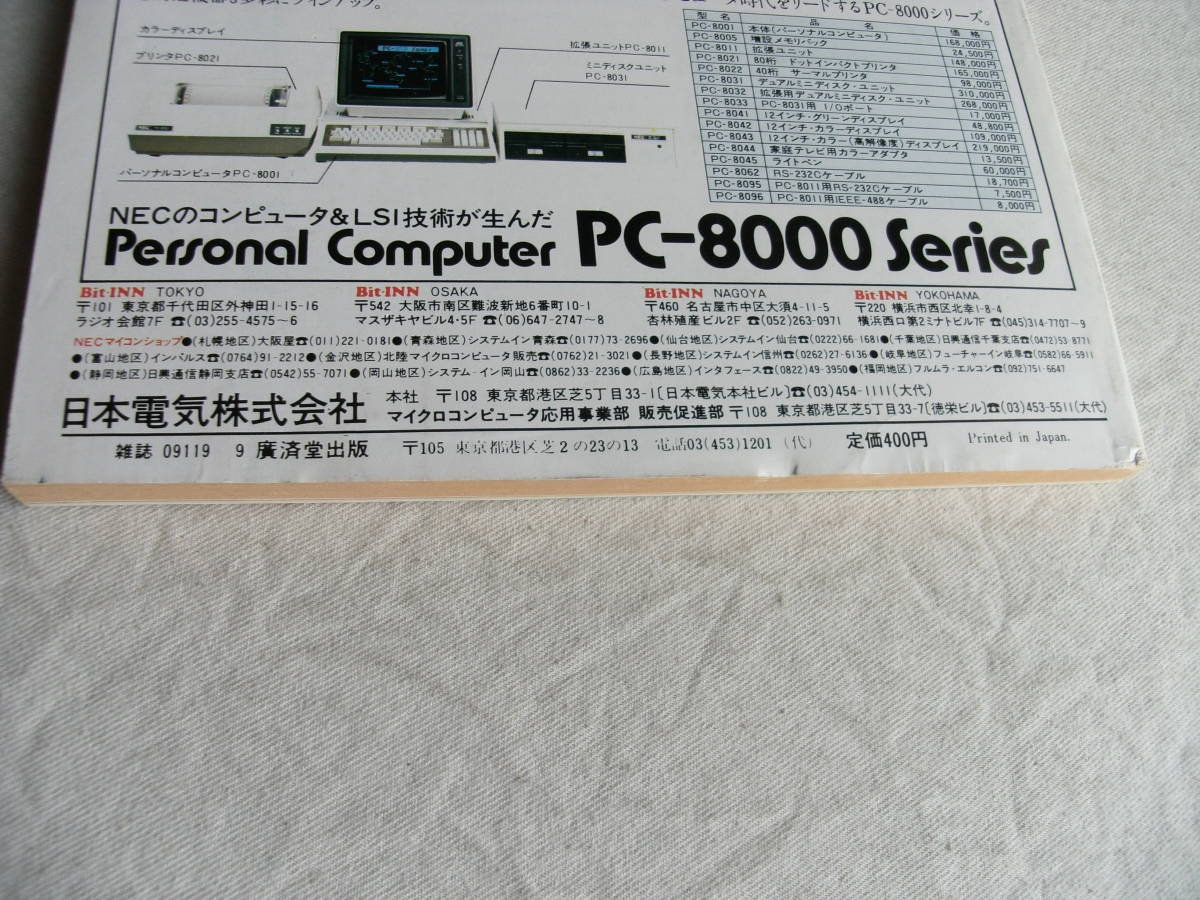 ピュータ時代をリードするPC-8000シリーズ。
カラーディスプレイ
プリンタPC-8021
パーソナルコンピュータPC-8001
拡張ユニットPC-8011
ミニディスクユニット
PC-8031
型 名 品 名 価 格
PC-8001 本体(パーソナルコンピュータ) 168,000円
PC-8005 増設メモリパック 24,500円
PC-8011 拡張ユニット 148,000円
PC-8021 80桁 ドットインパクトプリンタ 165,000円
PC-8022 40桁 サーマルプリンタ 98,000円
PC-8031 デュアルミニディスク・ユニット 310,000円
PC-8032 拡張用デュアルミニディスク・ユニット 268,000円
PC-8033 PC-8031用 I/Oポート 17,000円
PC-8041 12インチ・グリーンディスプレイ 48,800円
PC-8042 12インチ・カラーディスプレイ 109,000円
PC-8043 12インチ・カラー(高解像度)ディスプレイ 219,000円
PC-8044 家庭テレビ用カラーアダプタ 13,500円
PC-8045 ライトペン 60,000円
PC-8062 RS-232Cケーブル 18,700円
PC-8095 PC-8011用RS-232Cケーブル 7,500円
PC-8096 PC-8011用IEEE-488ケーブル 8,000円
NECのコンピュータ&LSI技術が生んだ
Personal Computer PC-8000 Series
Bit-INN TOKYO
〒101 東京都千代田区外神田1-15-16
ラジオ会館7F ☎(03)255-4575~6
Bit-INN OSAKA
〒542 大阪市南区難波新地6番町10-1
マスザキヤビル4・5F ☎(06)647-2747~8
Bit-INN NAGOYA
〒460 名古屋市中区大須4-11-5
杏林殖産ビル2F ☎(052)263-0971
Bit-INN YOKOHAMA
〒220 横浜市西区北幸1-8-4
横浜西口第2ミナトビル7F ☎(045)314-7707~9
NECマイコンショップ●(札幌地区)大阪屋☎(011)221-0181●(青森地区)システムイン青森☎(0177)73-2696●(仙台地区)システムイン仙台☎(0222)66-1681●(千葉地区)日興通信千葉支店☎(0472)53-8771
●(富山地区)インパルス☎(0764)91-2212●(金沢地区)北陸マイクロコンピュータ販売☎(0762)21-3021●(長野地区)システムイン信州☎(0262)27-6136●(岐阜地区)フューチャーイン岐阜☎(0582)66-5911
●(静岡地区)日興通信静岡支店☎(0542)55-7071●(岡山地区)システム-イン岡山☎(0862)33-2236●(広島地区)インタフェース☎(0822)49-3950●(福岡地区)フルムラ・エルコン☎(092)751-6647
日本電気株式会社
本社 〒108 東京都港区芝5丁目33-1[日本電気本社ビル]☎(03)454-1111(大代)
マイクロコンピュータ応用事業部 販売促進部 〒108 東京都港区芝5丁目33-7[徳栄ビル]☎(03)453-5511(大代)
雑誌 09119 9 廣済堂出版 〒105 東京都港区芝2の23の13 電話03(453)1201(代) 定価400円 Printed in Japan.